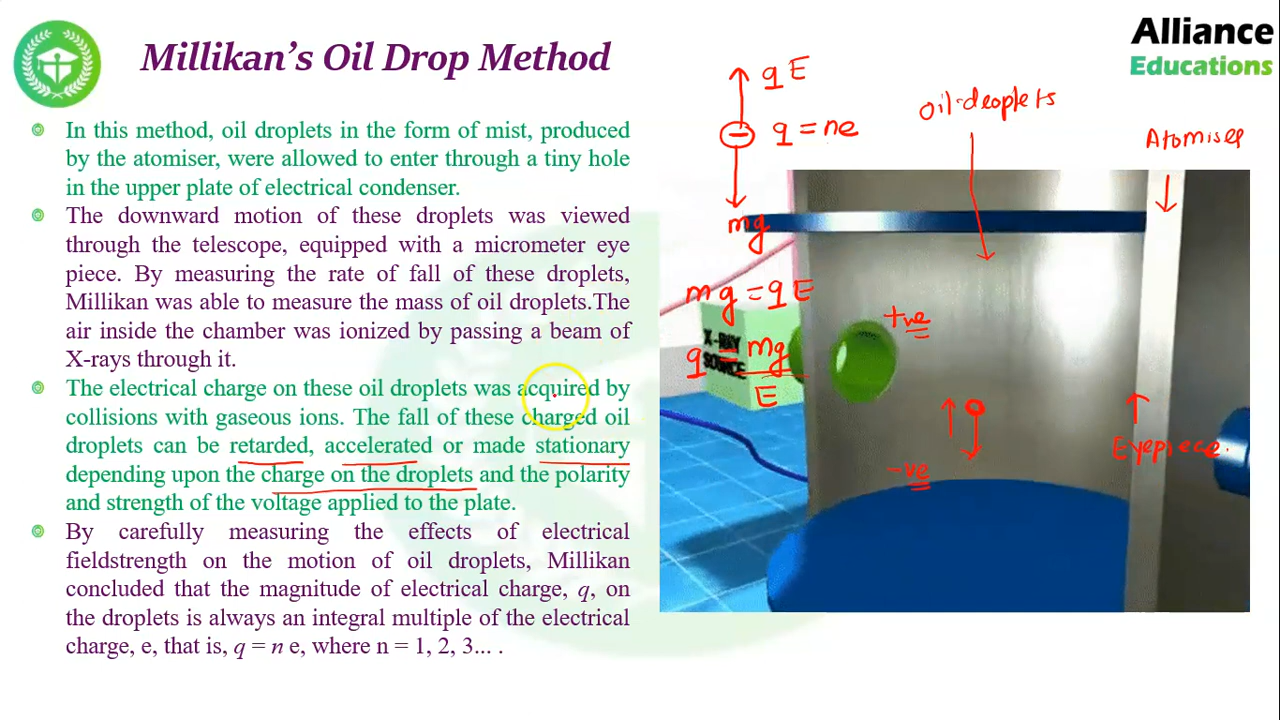 Millikan's Oil Drop Method
Alliance
Educations
In this method, oil droplets in the form of mist, produced
by the atomiser, were allowed to enter through a tiny hole
in the upper plate of electrical condenser.
The downward motion of these droplets was viewed
through the telescope, equipped with a micrometer eye
piece. By measuring the rate of fall of these droplets,
Millikan was able to measure the mass of oil droplets.The
air inside the chamber was ionized by passing a beam of
X-rays through it.
The electrical charge on these oil droplets was acquired by
collisions with gaseous ions. The fall of these charged oil
droplets can be retarded, accelerated or made stationary
depending upon the charge on the droplets and the polarity
and strength of the voltage applied to the plate.
By carefully measuring the effects of electrical
fieldstrength on the motion of oil droplets, Millikan
concluded that the magnitude of electrical charge, q, on
the droplets is always an integral multiple of the electrical
charge, e, that is, q = n e, where n = 1, 2, 3... .
qE
− q = ne
mg
mg = qE
q = mg
E
X-RAY
SOURCE
oil-droplets
Atomiser
+ve
−ve
Eyepiece.